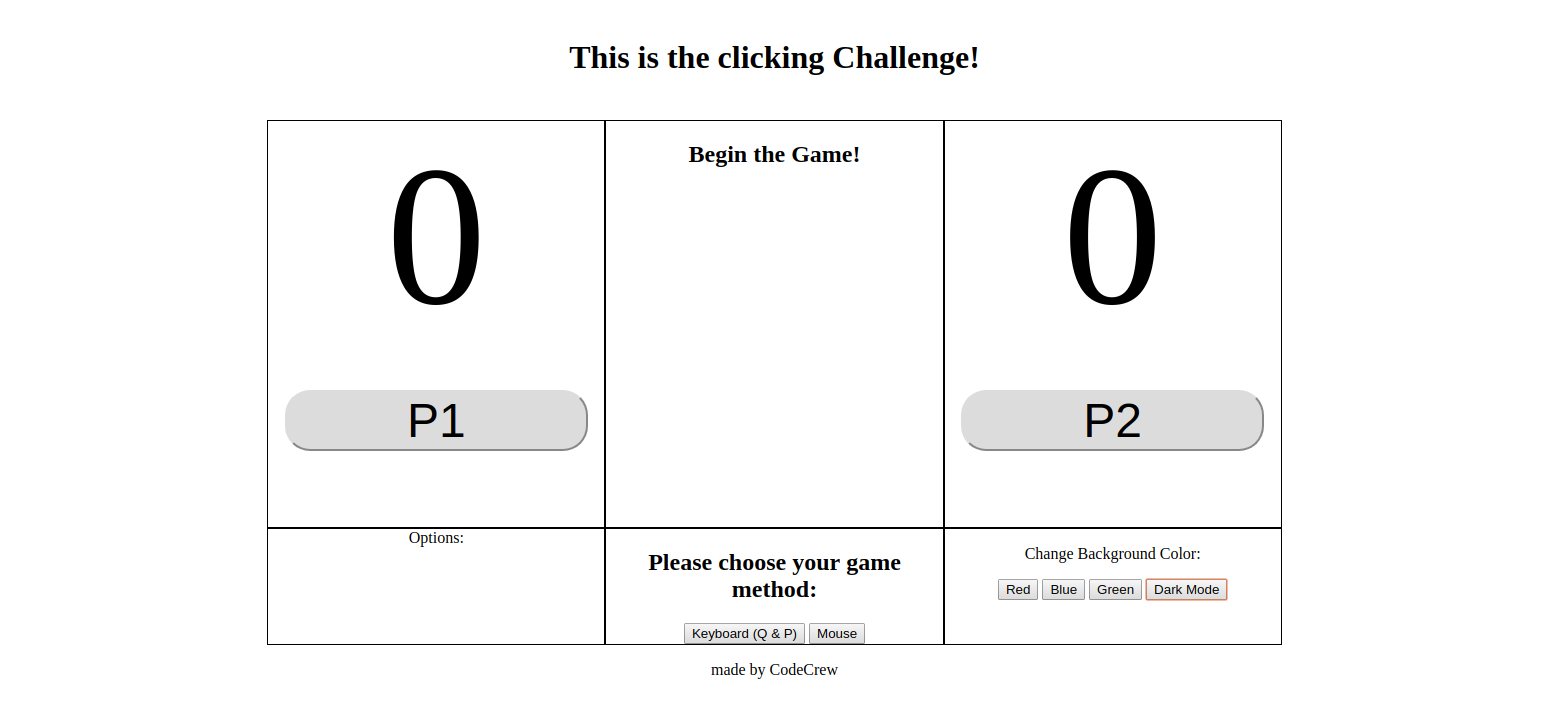 This is the clicking Challenge!
0
Begin the Game!
0
P1
P2
Options:
Please choose your game
method:
Keyboard (Q & P) Mouse
Change Background Color:
Red Blue Green Dark Mode
made by CodeCrew